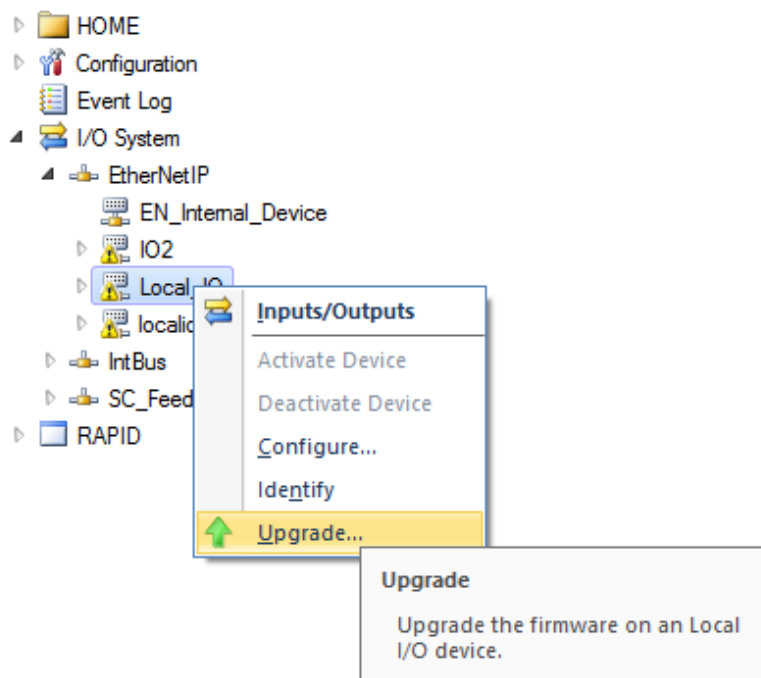 HOME
Configuration
Event Log
I/O System
EtherNetIP
EN_Internal_Device
IO2
Local_IO
localio
Inputs/Outputs
IntBus
Activate Device
SC_Feed
Deactivate Device
RAPID
Configure...
Identify
Upgrade...
Upgrade
Upgrade the firmware on an Local
I/O device.